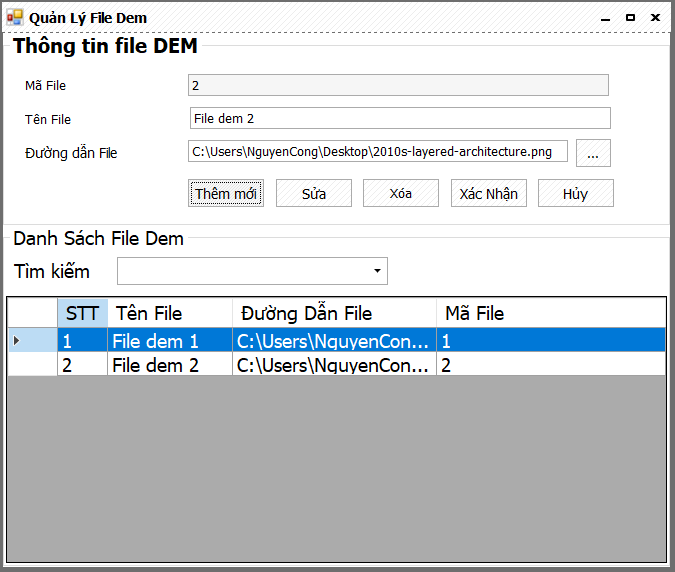 Quản Lý File Dem
Thông tin file DEM
Mã File 2
Tên File File dem 2
Đường dẫn File C:\Users\NguyenCong\Desktop\2010s-layered-architecture.png ...
Thêm mới Sửa Xóa Xác Nhận Hủy
Danh Sách File Dem
Tìm kiếm
STT Tên File Đường Dẫn File Mã File
1 File dem 1 C:\Users\NguyenCon... 1
2 File dem 2 C:\Users\NguyenCon... 2